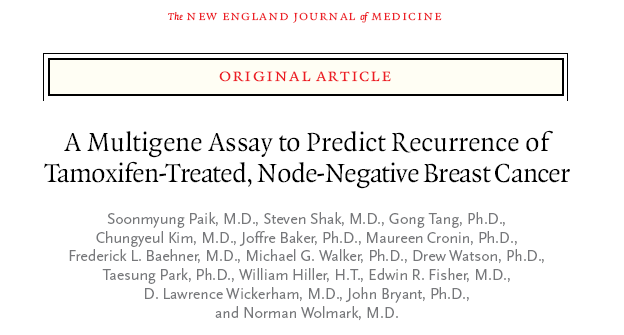 The NEW ENGLAND JOURNAL of MEDICINE
ORIGINAL ARTICLE
A Multigene Assay to Predict Recurrence of
Tamoxifen-Treated, Node-Negative Breast Cancer
Soonmyung Paik, M.D., Steven Shak, M.D., Gong Tang, Ph.D.,
Chungyeul Kim, M.D., Joffre Baker, Ph.D., Maureen Cronin, Ph.D.,
Frederick L. Baehner, M.D., Michael G. Walker, Ph.D., Drew Watson, Ph.D.,
Taesung Park, Ph.D., William Hiller, H.T., Edwin R. Fisher, M.D.,
D. Lawrence Wickerham, M.D., John Bryant, Ph.D.,
and Norman Wolmark, M.D.